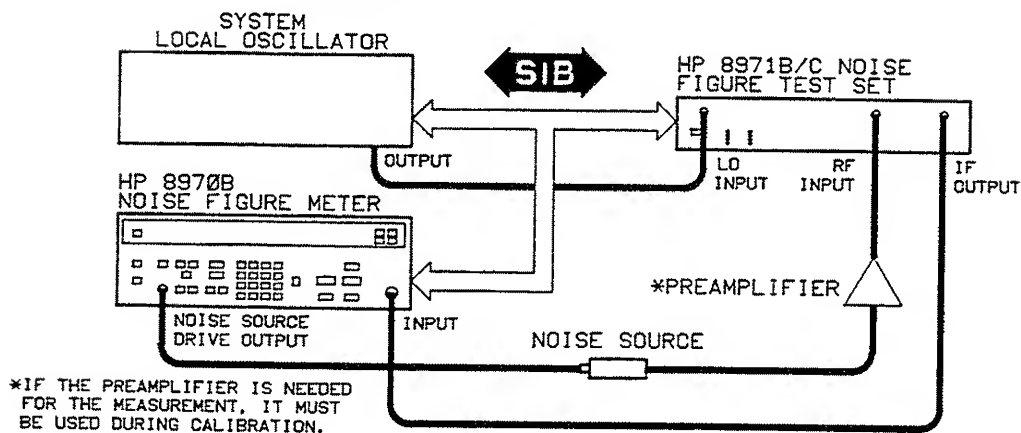 SYSTEM
LOCAL OSCILLATOR
SIB
HP 8971B/C NOISE
FIGURE TEST SET
OUTPUT
LO
INPUT
RF
INPUT
IF
OUTPUT
HP 8970B
NOISE FIGURE METER
*PREAMPLIFIER
NOISE SOURCE
DRIVE OUTPUT
INPUT
NOISE SOURCE
*IF THE PREAMPLIFIER IS NEEDED
FOR THE MEASUREMENT, IT MUST
BE USED DURING CALIBRATION.